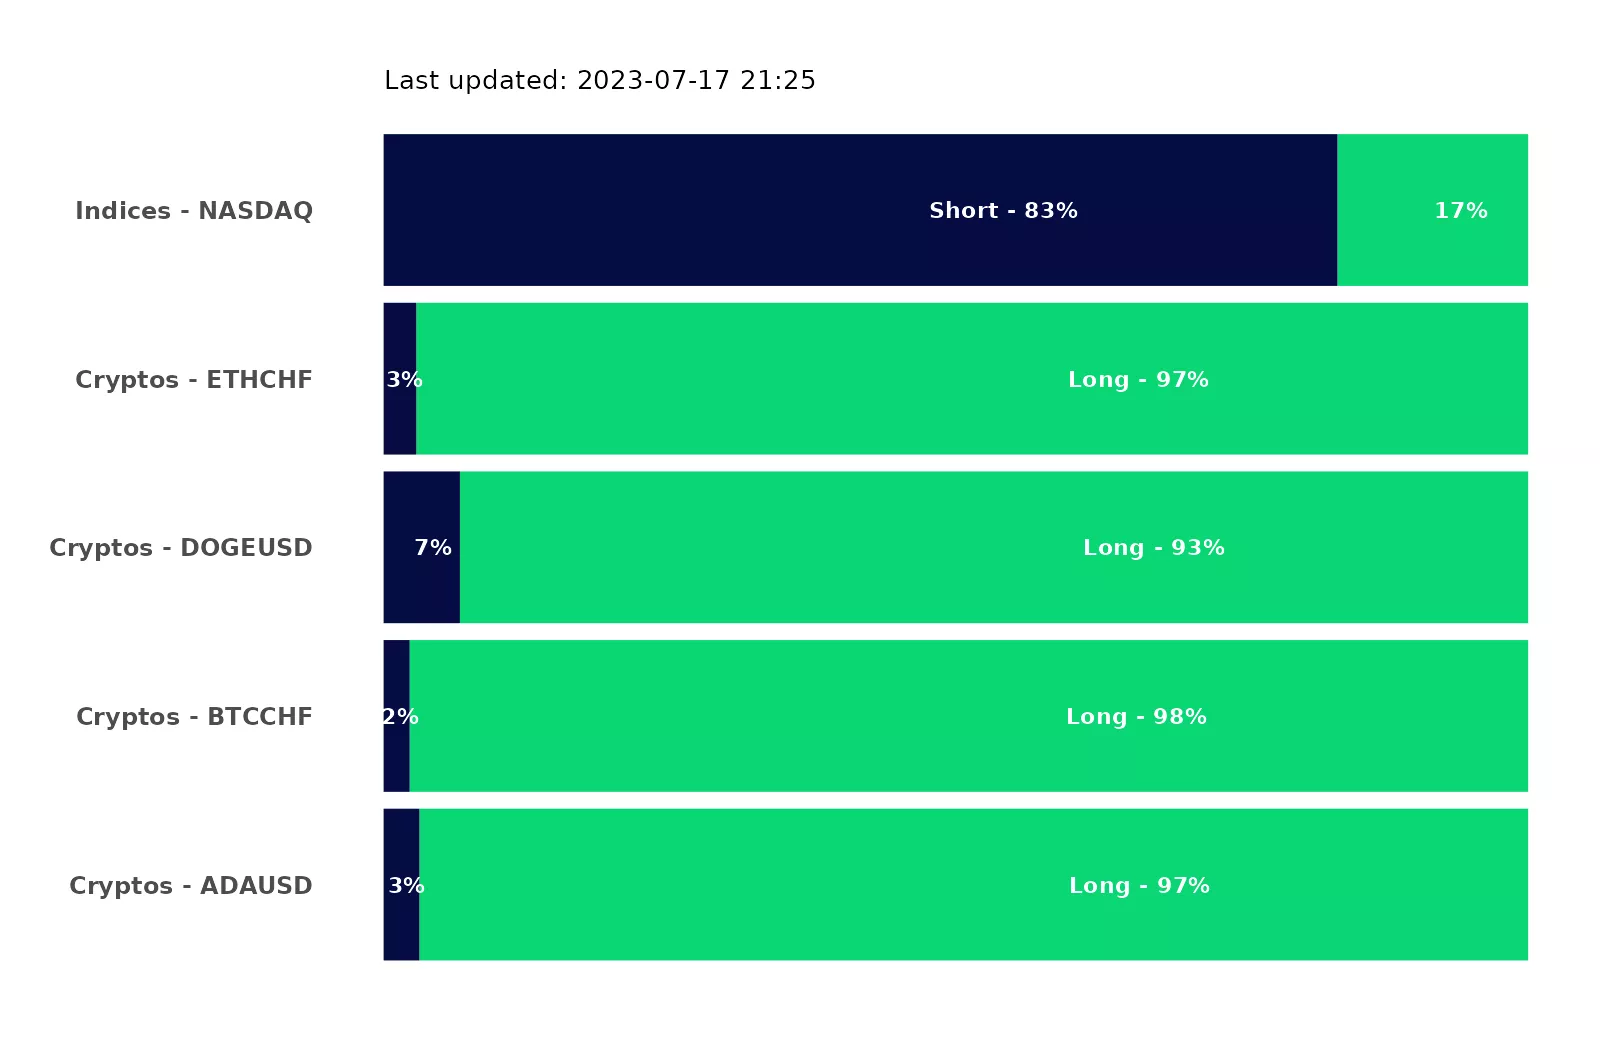 Last updated: 2023-07-17 21:25
Indices - NASDAQ Short - 83% 17%
Cryptos - ETHCHF 3% Long - 97%
Cryptos - DOGEUSD 7% Long - 93%
Cryptos - BTCCHF 2% Long - 98%
Cryptos - ADAUSD 3% Long - 97%